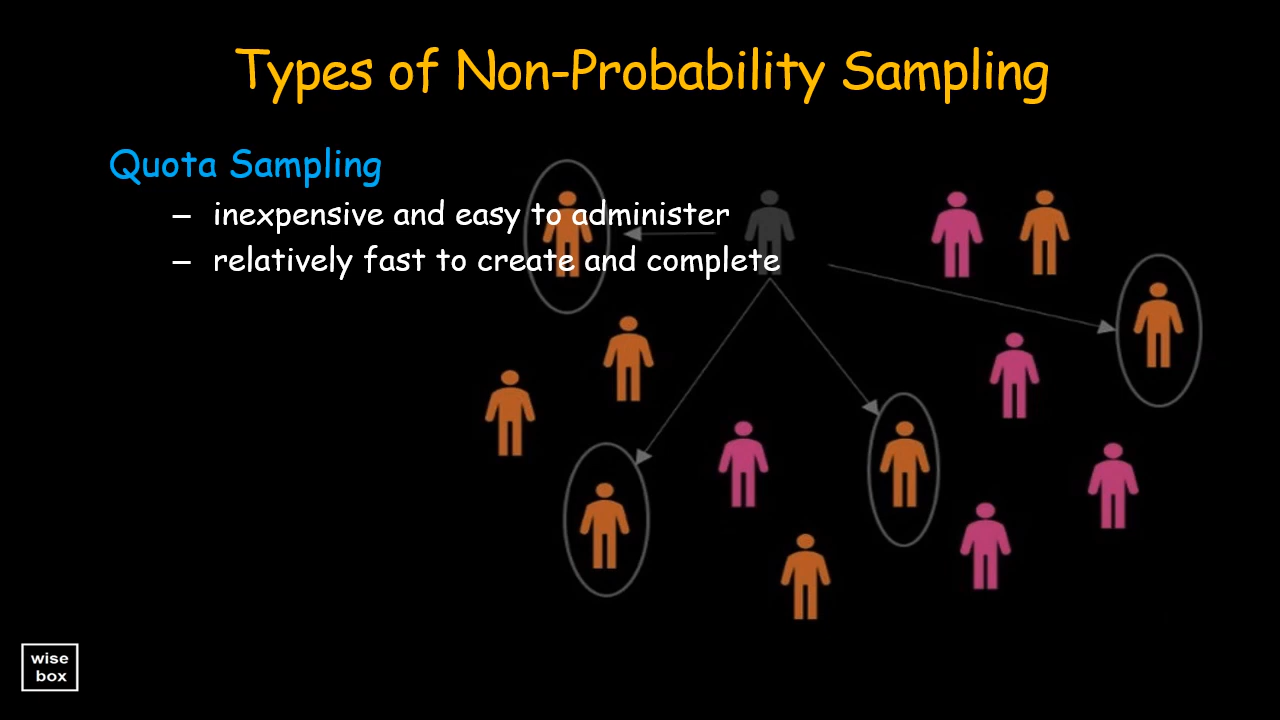 Types of Non-Probability Sampling
Quota Sampling
– inexpensive and easy to administer
– relatively fast to create and complete
wise
box